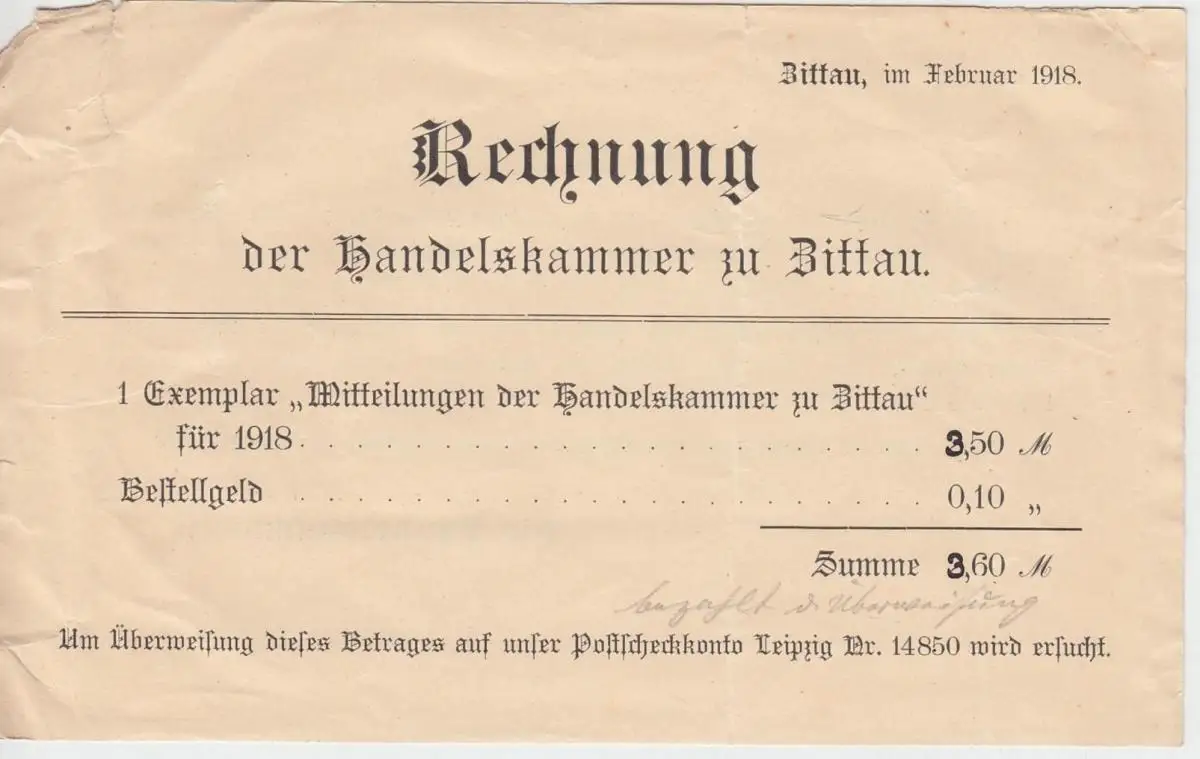 Zittau, im Februar 1918.
Rechnung
der Handelskammer zu Zittau.
1 Exemplar „Mitteilungen der Handelskammer zu Zittau“
für 1918 . . . . . . . . . . . . . . . . . . . . . . 3,50 ℳ
Bestellgeld . . . . . . . . . . . . . . . . . . . . . . 0,10 „
Summe 3,60 ℳ
bezahlt d. Überweisung
Um Überweisung dieses Betrages auf unser Postscheckkonto Leipzig Nr. 14850 wird ersucht.